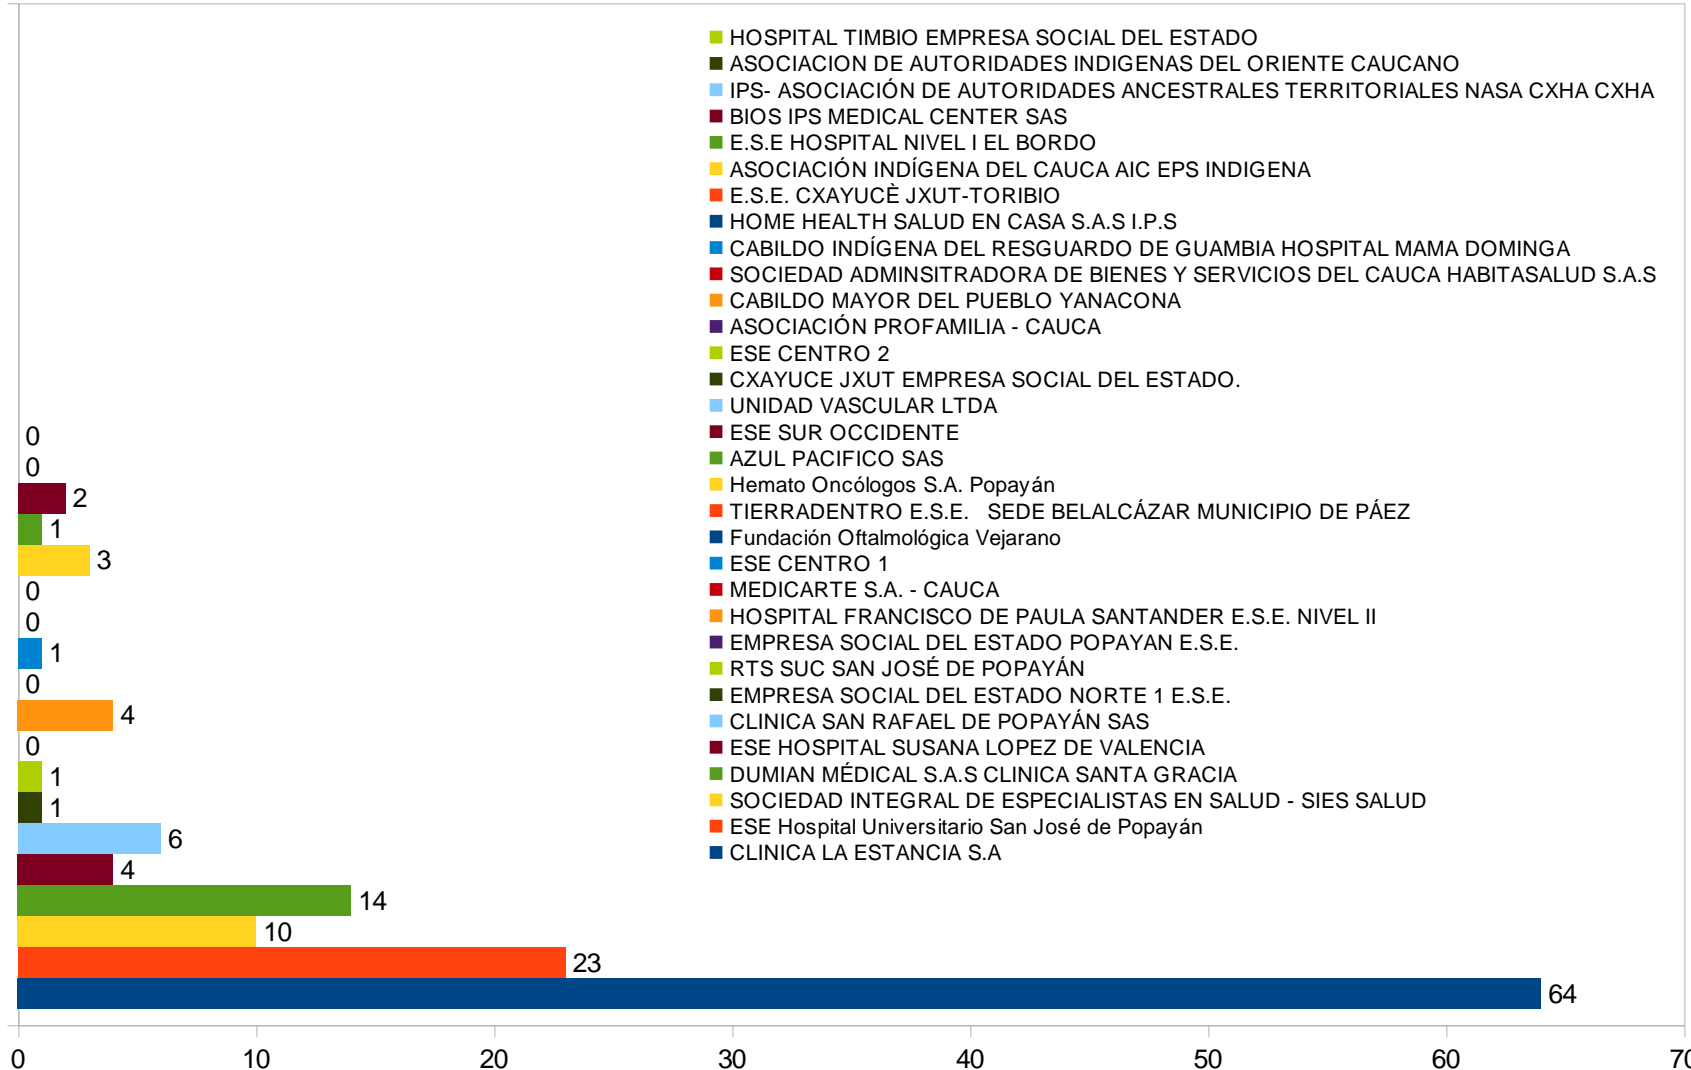 HOSPITAL TIMBIO EMPRESA SOCIAL DEL ESTADO
ASOCIACION DE AUTORIDADES INDIGENAS DEL ORIENTE CAUCANO
IPS- ASOCIACIÓN DE AUTORIDADES ANCESTRALES TERRITORIALES NASA CXHA CXHA
BIOS IPS MEDICAL CENTER SAS
E.S.E HOSPITAL NIVEL I EL BORDO
ASOCIACIÓN INDÍGENA DEL CAUCA AIC EPS INDIGENA
E.S.E. CXAYUCÈ JXUT-TORIBIO
HOME HEALTH SALUD EN CASA S.A.S I.P.S
CABILDO INDÍGENA DEL RESGUARDO DE GUAMBIA HOSPITAL MAMA DOMINGA
SOCIEDAD ADMINSITRADORA DE BIENES Y SERVICIOS DEL CAUCA HABITASALUD S.A.S
CABILDO MAYOR DEL PUEBLO YANACONA
ASOCIACIÓN PROFAMILIA - CAUCA
ESE CENTRO 2
CXAYUCE JXUT EMPRESA SOCIAL DEL ESTADO.
UNIDAD VASCULAR LTDA
ESE SUR OCCIDENTE
AZUL PACIFICO SAS
Hemato Oncólogos S.A. Popayán
TIERRADENTRO E.S.E. SEDE BELALCÁZAR MUNICIPIO DE PÁEZ
Fundación Oftalmológica Vejarano
ESE CENTRO 1
MEDICARTE S.A. - CAUCA
HOSPITAL FRANCISCO DE PAULA SANTANDER E.S.E. NIVEL II
EMPRESA SOCIAL DEL ESTADO POPAYAN E.S.E.
RTS SUC SAN JOSÉ DE POPAYÁN
EMPRESA SOCIAL DEL ESTADO NORTE 1 E.S.E.
CLINICA SAN RAFAEL DE POPAYÁN SAS
ESE HOSPITAL SUSANA LOPEZ DE VALENCIA
DUMIAN MÉDICAL S.A.S CLINICA SANTA GRACIA
SOCIEDAD INTEGRAL DE ESPECIALISTAS EN SALUD - SIES SALUD
ESE Hospital Universitario San José de Popayán
CLINICA LA ESTANCIA S.A
0
0
2
1
3
0
0
1
0
4
0
1
1
6
4
14
10
23
64
0 10 20 30 40 50 60 70